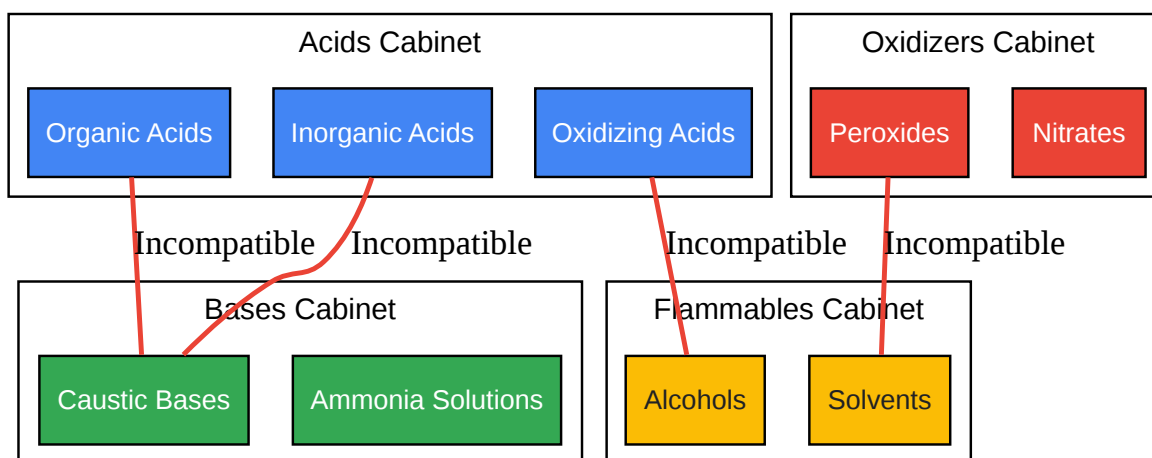 Acids Cabinet
Oxidizers Cabinet
Organic Acids
Inorganic Acids
Oxidizing Acids
Peroxides
Nitrates
Incompatible
Incompatible
Incompatible
Incompatible
Bases Cabinet
Flammables Cabinet
Caustic Bases
Ammonia Solutions
Alcohols
Solvents